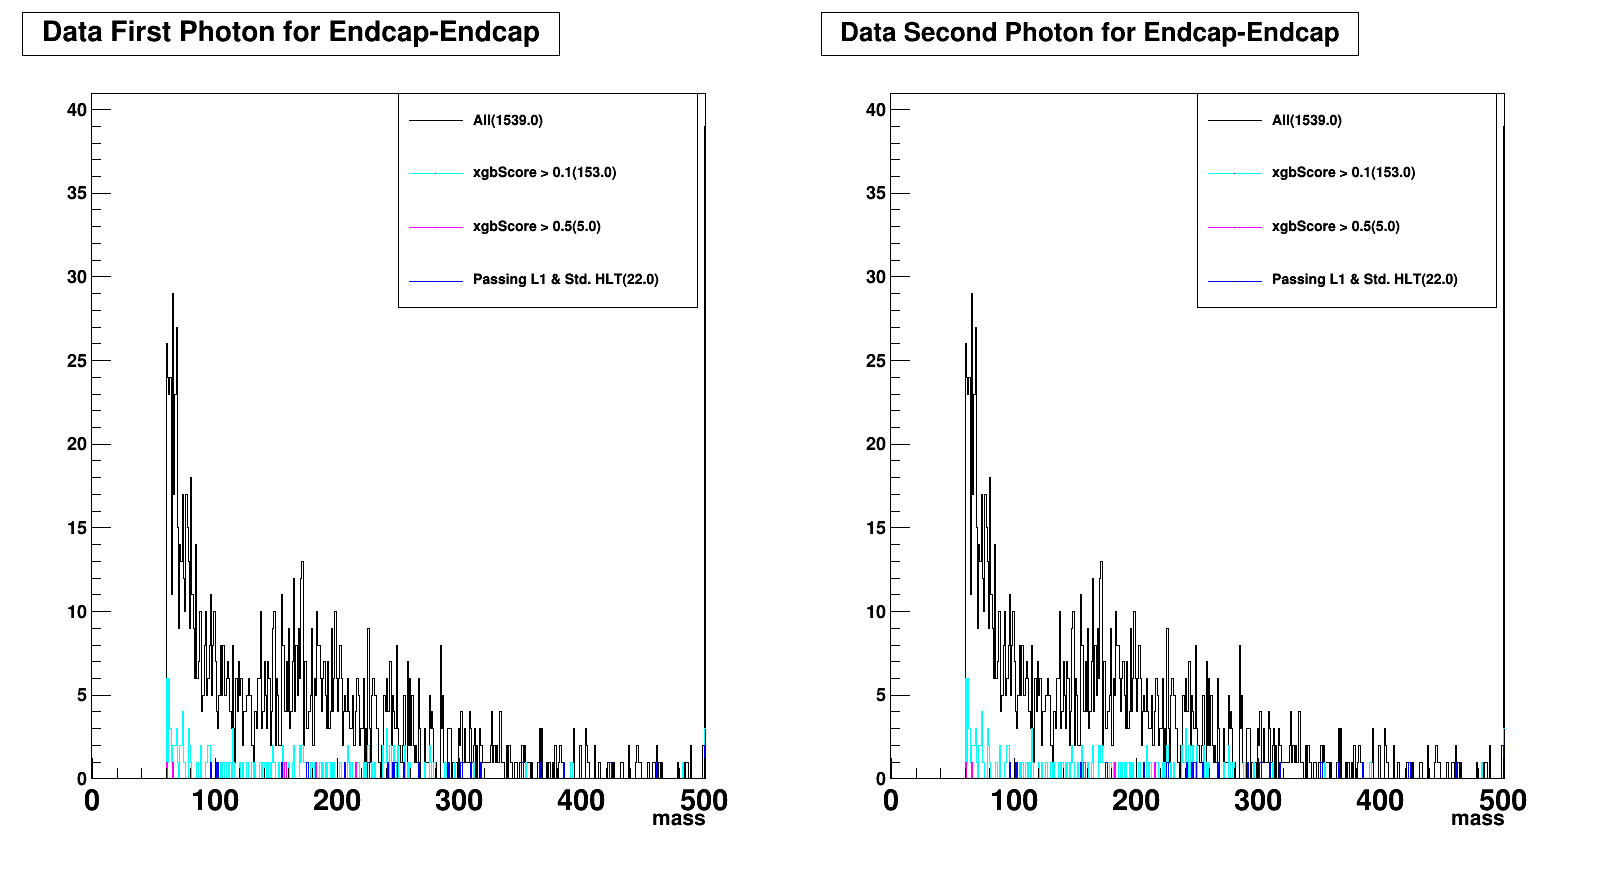 Data First Photon for Endcap-Endcap
40
35
30
25
20
15
10
5
0
0 100 200 300 400 500
mass
All(1539.0)
xgbScore > 0.1(153.0)
xgbScore > 0.5(5.0)
Passing L1 & Std. HLT(22.0)
Data Second Photon for Endcap-Endcap
40
35
30
25
20
15
10
5
0
0 100 200 300 400 500
mass
All(1539.0)
xgbScore > 0.1(153.0)
xgbScore > 0.5(5.0)
Passing L1 & Std. HLT(22.0)